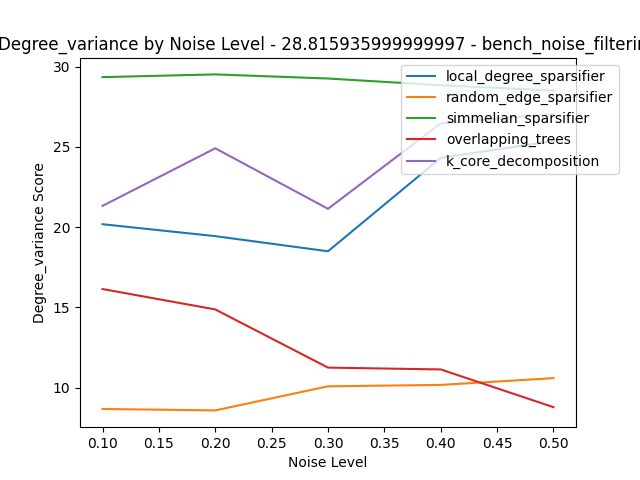 Degree_variance by Noise Level - 28.815935999999997 - bench_noise_filterin
30
25
20
15
10
Degree_variance Score
local_degree_sparsifier
random_edge_sparsifier
simmelian_sparsifier
overlapping_trees
k_core_decomposition
0.10 0.15 0.20 0.25 0.30 0.35 0.40 0.45 0.50
Noise Level